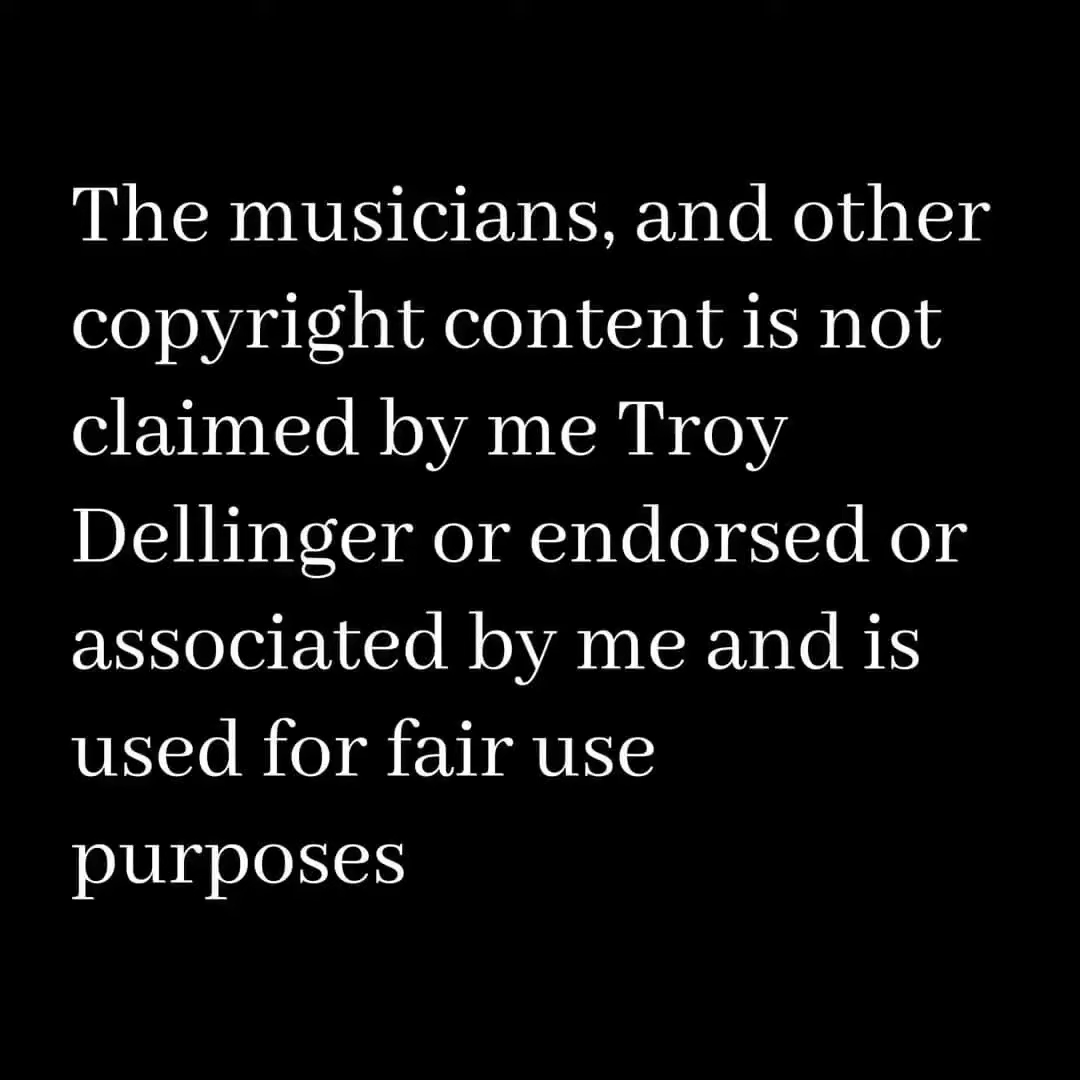 The musicians, and other
copyright content is not
claimed by me Troy
Dellinger or endorsed or
associated by me and is
used for fair use
purposes